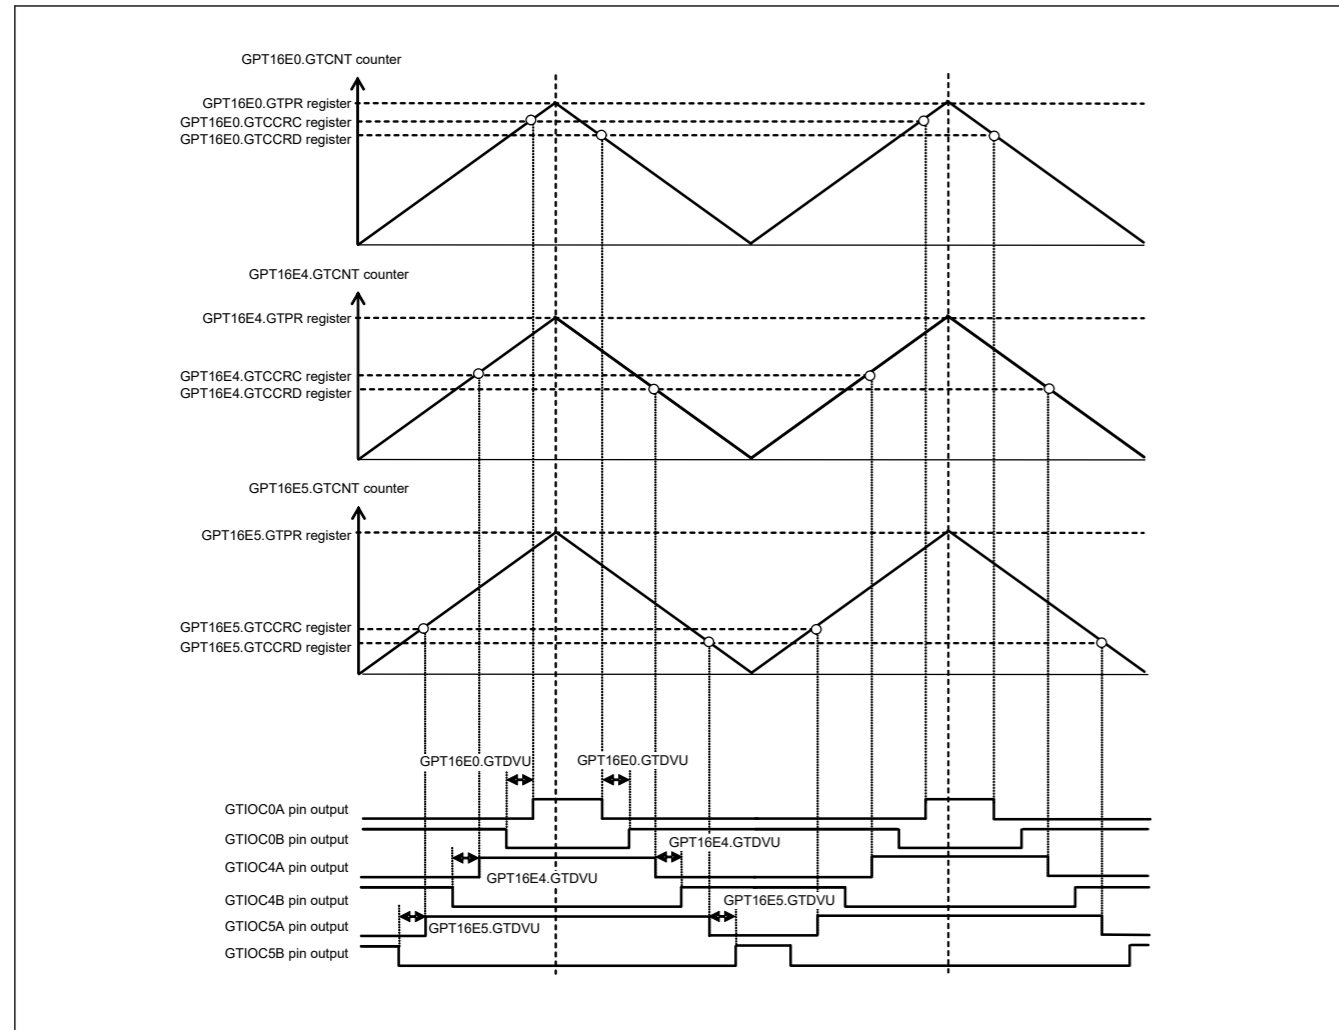 GPT16E0.GTCNT counter
GPT16E0.GTPR register
GPT16E0.GTCCRC register
GPT16E0.GTCCRD register
GPT16E4.GTCNT counter
GPT16E4.GTPR register
GPT16E4.GTCCRC register
GPT16E4.GTCCRD register
GPT16E5.GTCNT counter
GPT16E5.GTPR register
GPT16E5.GTCCRC register
GPT16E5.GTCCRD register
GPT16E0.GTDVU GPT16E0.GTDVU
GTIOC0A pin output
GTIOC0B pin output
GPT16E4.GTDVU
GTIOC4A pin output
GPT16E4.GTDVU
GTIOC4B pin output
GPT16E5.GTDVU
GTIOC5A pin output
GPT16E5.GTDVU
GTIOC5B pin output